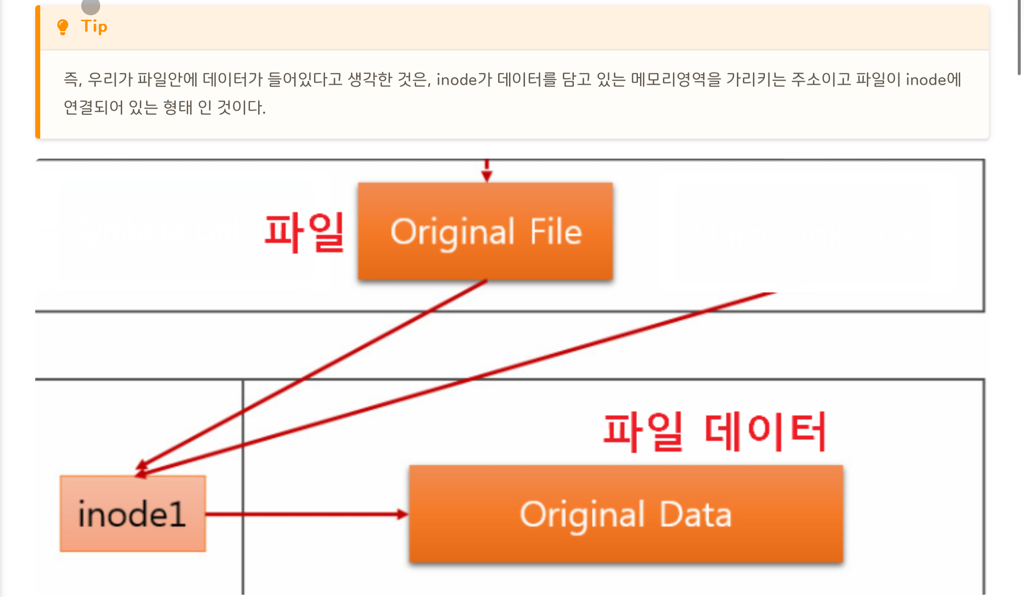 Tip
즉, 우리가 파일안에 데이터가 들어있다고 생각한 것은, inode가 데이터를 담고 있는 메모리영역을 가리키는 주소이고 파일이 inode에
연결되어 있는 형태 인 것이다.
파일 Original File
파일 데이터
inode1 Original Data